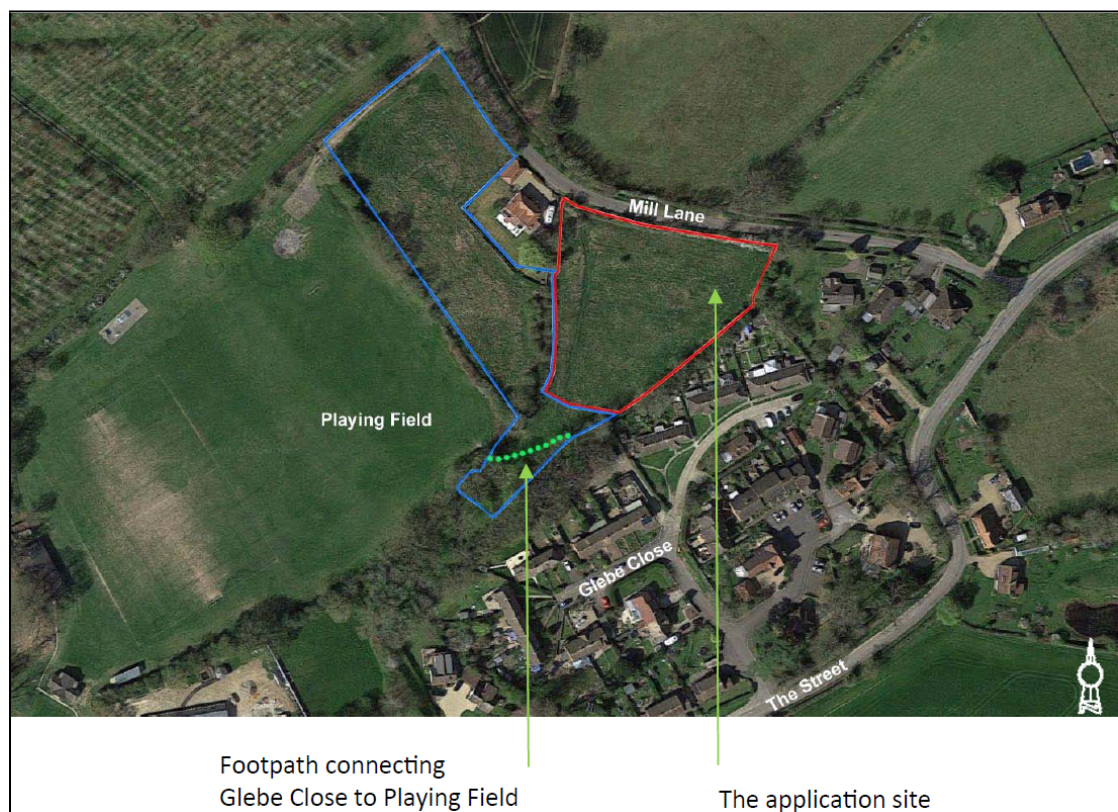 Mill Lane
Playing Field
Glebe Close
The Street
Footpath connecting
Glebe Close to Playing Field
The application site